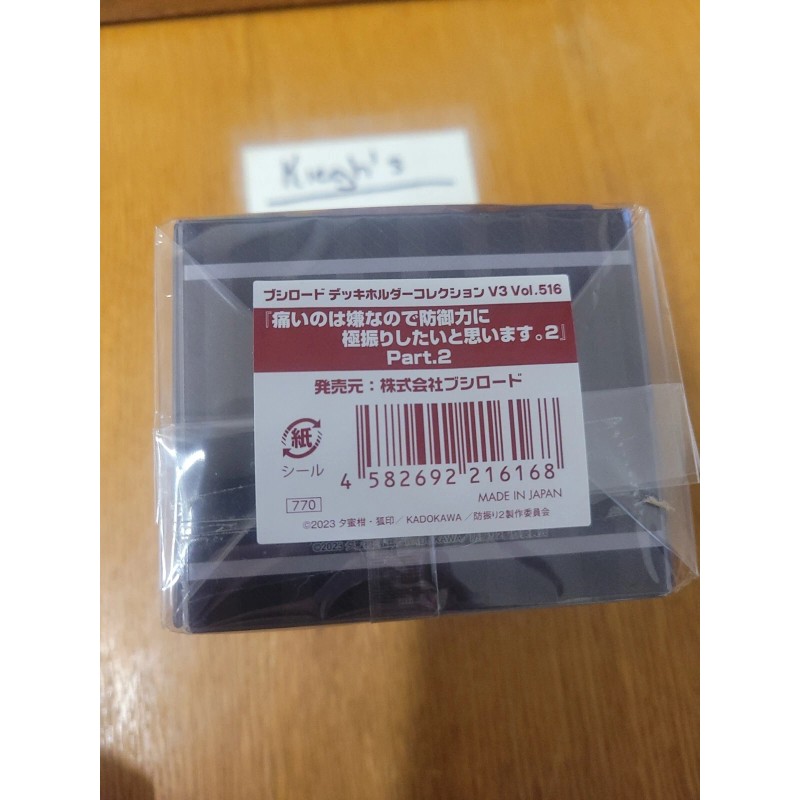 Kiegh's
ブシロード デッキホルダーコレクション V3 Vol.516
『痛いのは嫌なので防御力に
極振りしたいと思います。2』
Part.2
発売元：株式会社ブシロード
紙
シール
4 582692 216168
770
MADE IN JAPAN
©2023 夕蜜柑・狐印／KADOKAWA／防振り2製作委員会